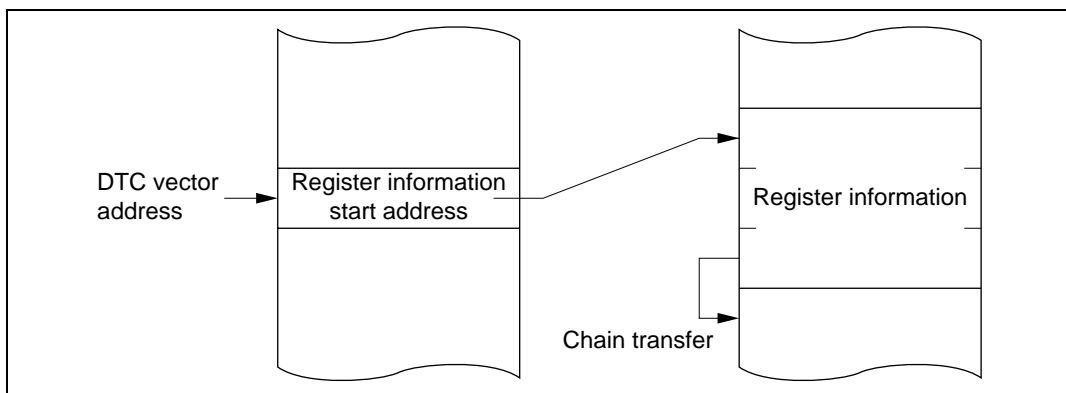 DTC vector
address
Register information
start address
Register information
Chain transfer